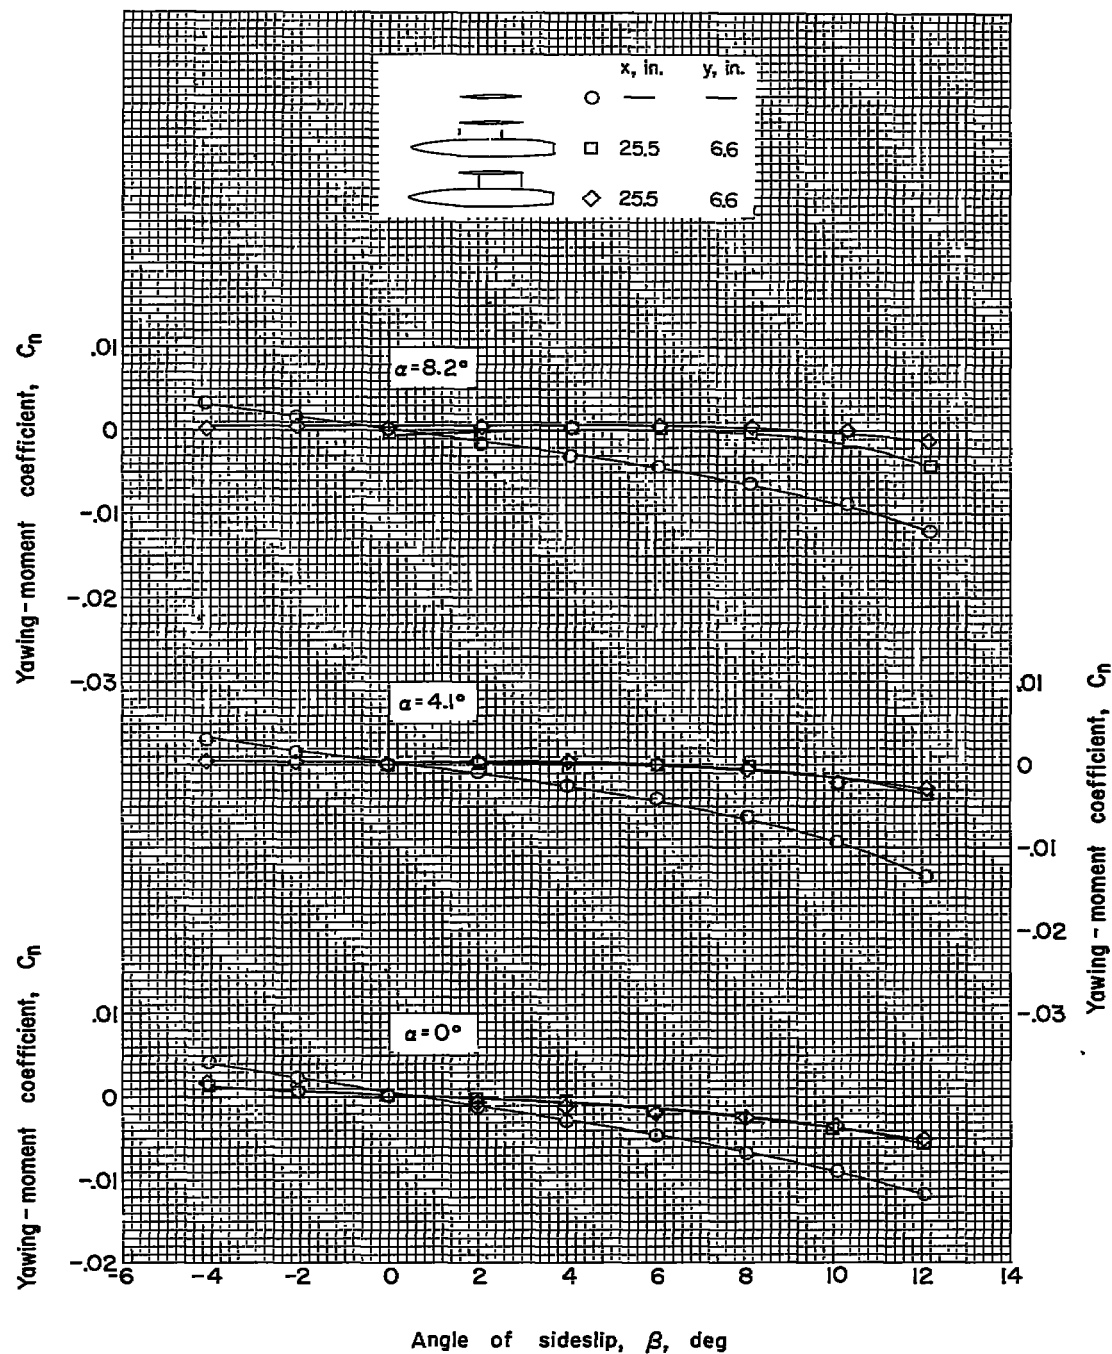 x, in. y, in.
○ — —
□ 25.5 6.6
◇ 25.5 6.6
Yawing-moment coefficient, Cn
.01
0
-.01
-.02
-.03
α=8.2°
α=4.1°
.01
0
-.01
-.02
-.03
Yawing-moment coefficient, Cn
Yawing-moment coefficient, Cn
α=0°
.01
0
-.01
-.02
-6 -4 -2 0 2 4 6 8 10 12 14
Angle of sideslip, β, deg